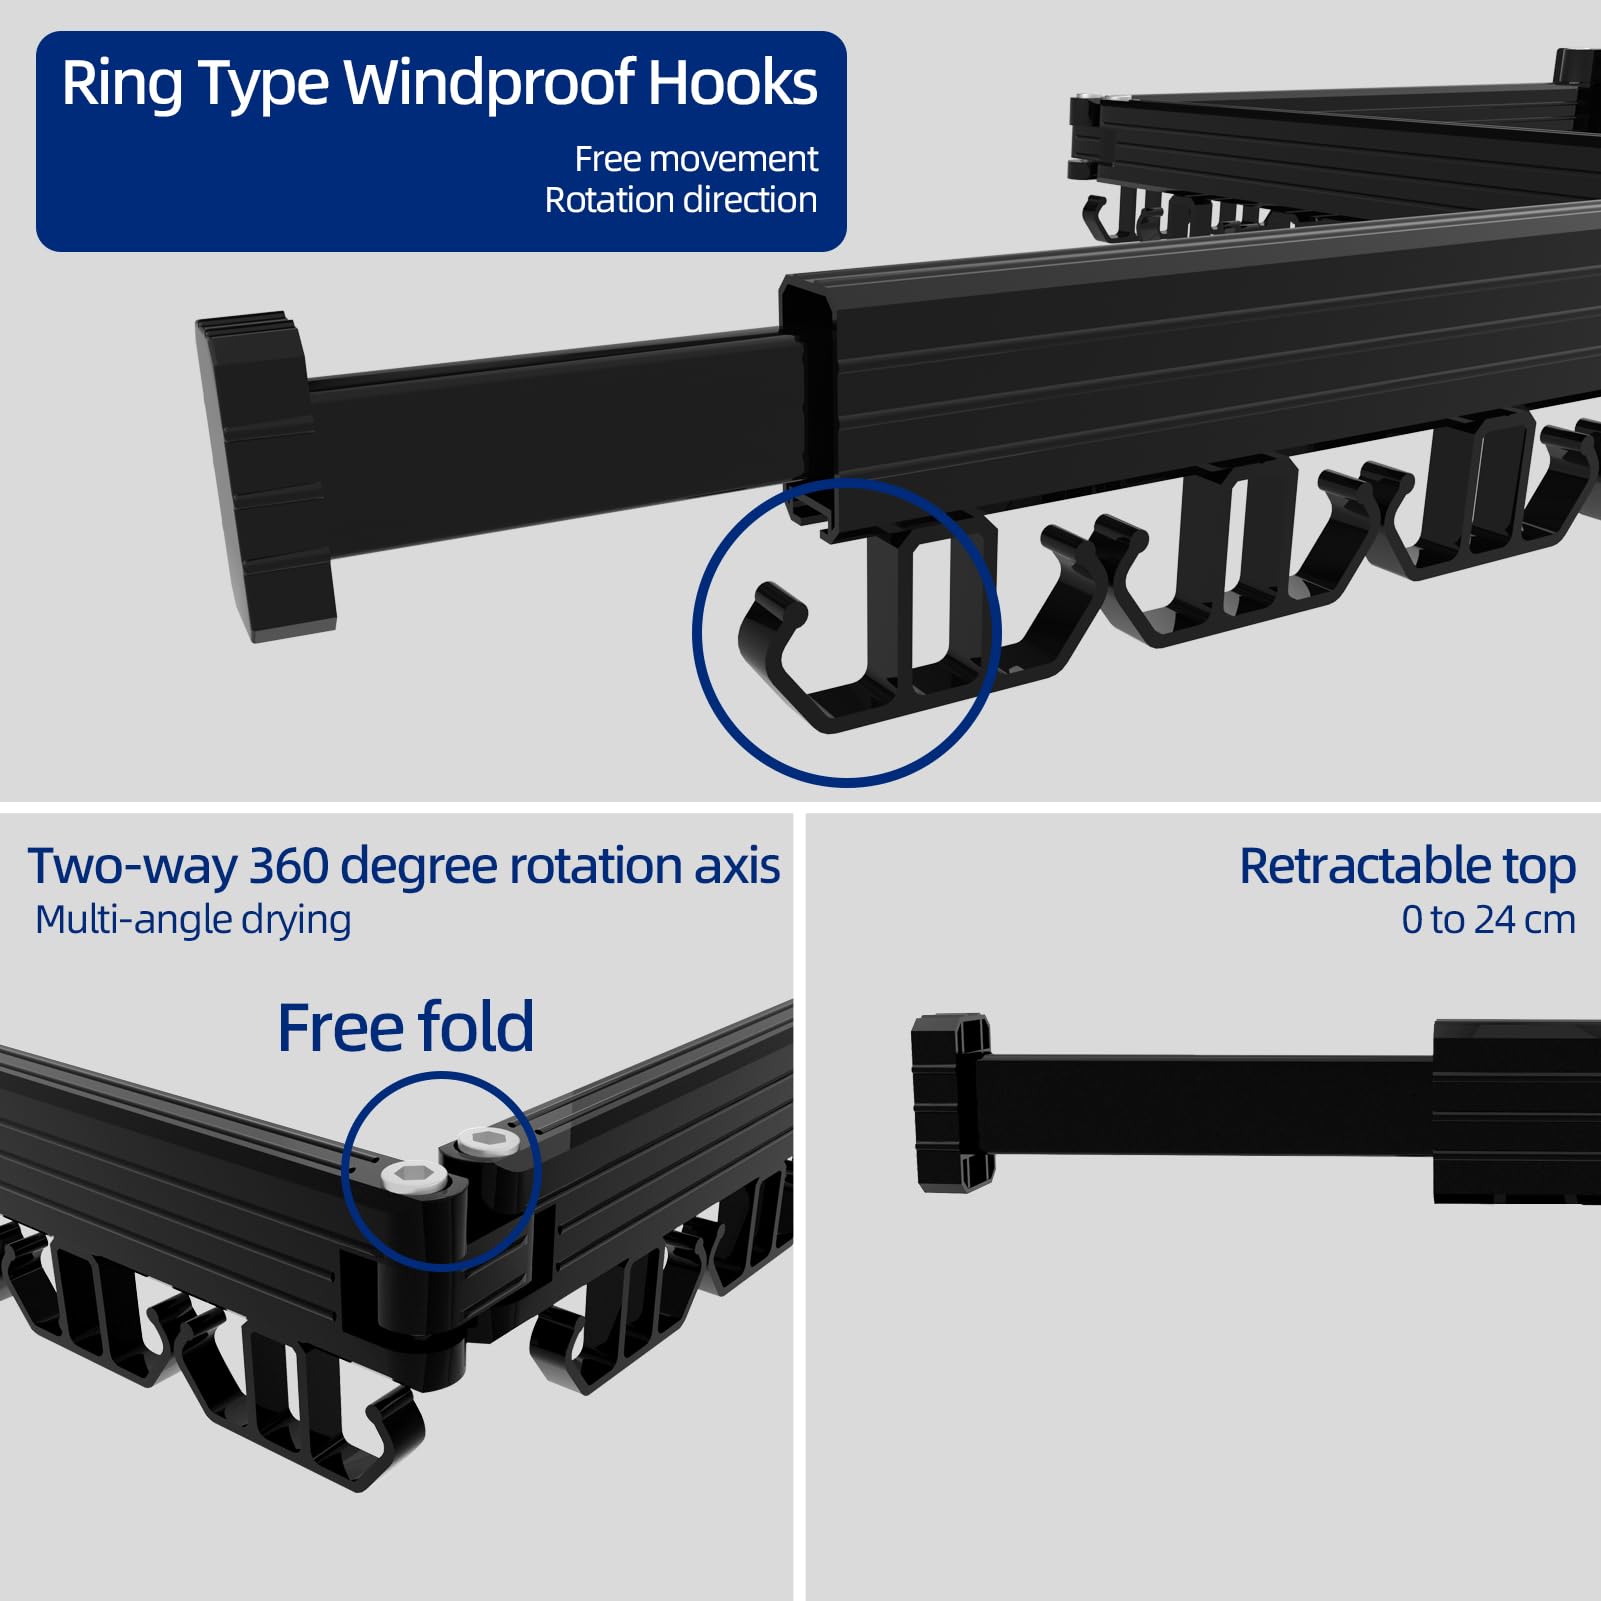 Ring Type Windproof Hooks
Free movement
Rotation direction
Two-way 360 degree rotation axis
Multi-angle drying
Free fold
Retractable top
0 to 24 cm